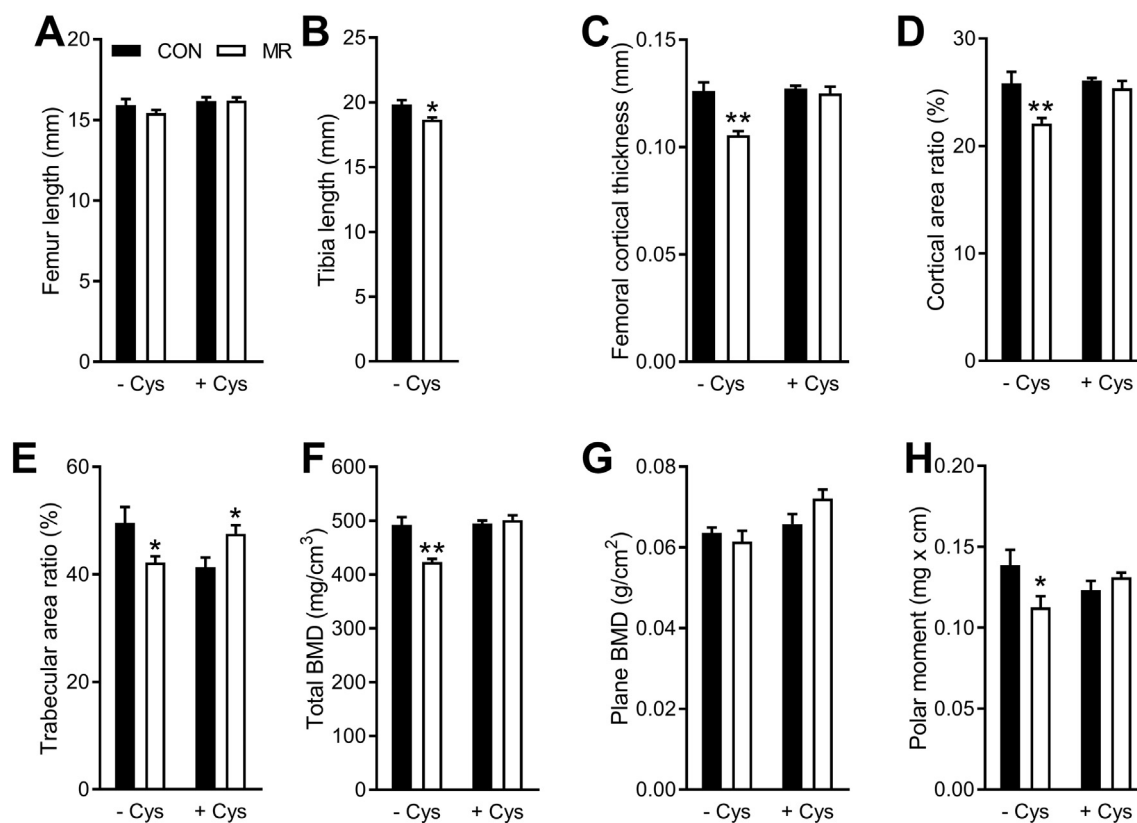 A
CON
MR
Femur length (mm)
20
15
10
5
0
- Cys
+ Cys
B
Tibia length (mm)
25
20
15
10
5
0
*
- Cys
C
Femoral cortical thickness (mm)
0.15
0.10
0.05
0.00
**
- Cys
+ Cys
D
Cortical area ratio (%)
30
20
10
0
**
- Cys
+ Cys
E
Trabecular area ratio (%)
60
40
20
0
*
*
- Cys
+ Cys
F
Total BMD (mg/cm³)
600
500
400
300
200
100
0
**
- Cys
+ Cys
G
Plane BMD (g/cm²)
0.08
0.06
0.04
0.02
0.00
- Cys
+ Cys
H
Polar moment (mg x cm)
0.20
0.15
0.10
0.05
0.00
*
- Cys
+ Cys